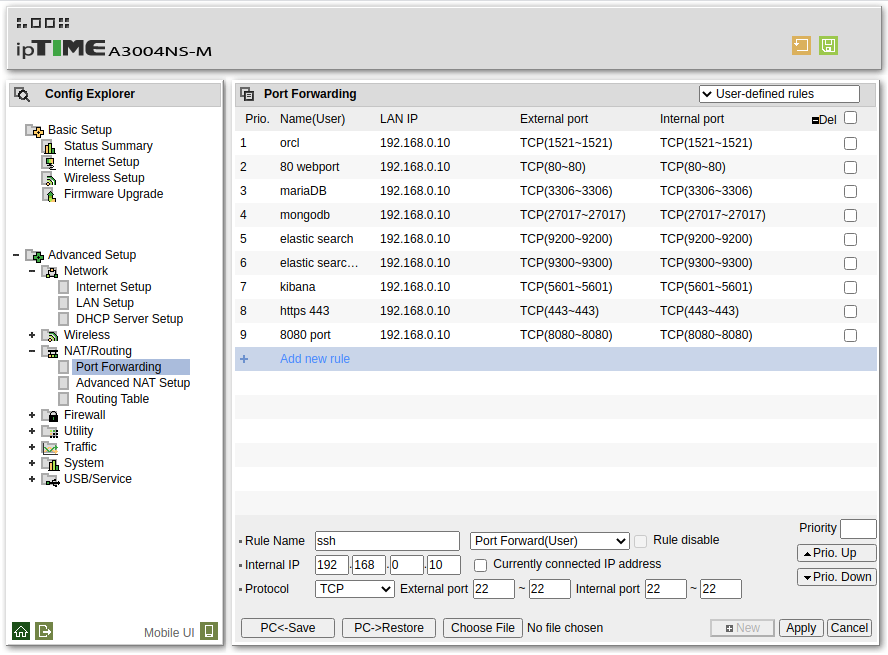 ipTIME A3004NS-M
Config Explorer
Basic Setup
Status Summary
Internet Setup
Wireless Setup
Firmware Upgrade
Advanced Setup
Network
Internet Setup
LAN Setup
DHCP Server Setup
Wireless
NAT/Routing
Port Forwarding
Advanced NAT Setup
Routing Table
Firewall
Utility
Traffic
System
USB/Service
Mobile UI
Port Forwarding User-defined rules
Prio. Name(User) LAN IP External port Internal port Del
1 orcl 192.168.0.10 TCP(1521~1521) TCP(1521~1521)
2 80 webport 192.168.0.10 TCP(80~80) TCP(80~80)
3 mariaDB 192.168.0.10 TCP(3306~3306) TCP(3306~3306)
4 mongodb 192.168.0.10 TCP(27017~27017) TCP(27017~27017)
5 elastic search 192.168.0.10 TCP(9200~9200) TCP(9200~9200)
6 elastic searc... 192.168.0.10 TCP(9300~9300) TCP(9300~9300)
7 kibana 192.168.0.10 TCP(5601~5601) TCP(5601~5601)
8 https 443 192.168.0.10 TCP(443~443) TCP(443~443)
9 8080 port 192.168.0.10 TCP(8080~8080) TCP(8080~8080)
+ Add new rule
Priority
Rule Name ssh Port Forward(User) Rule disable
Prio. Up
Internal IP 192 . 168 . 0 . 10 Currently connected IP address
Prio. Down
Protocol TCP External port 22 ~ 22 Internal port 22 ~ 22
PC<-Save PC->Restore Choose File No file chosen New Apply Cancel